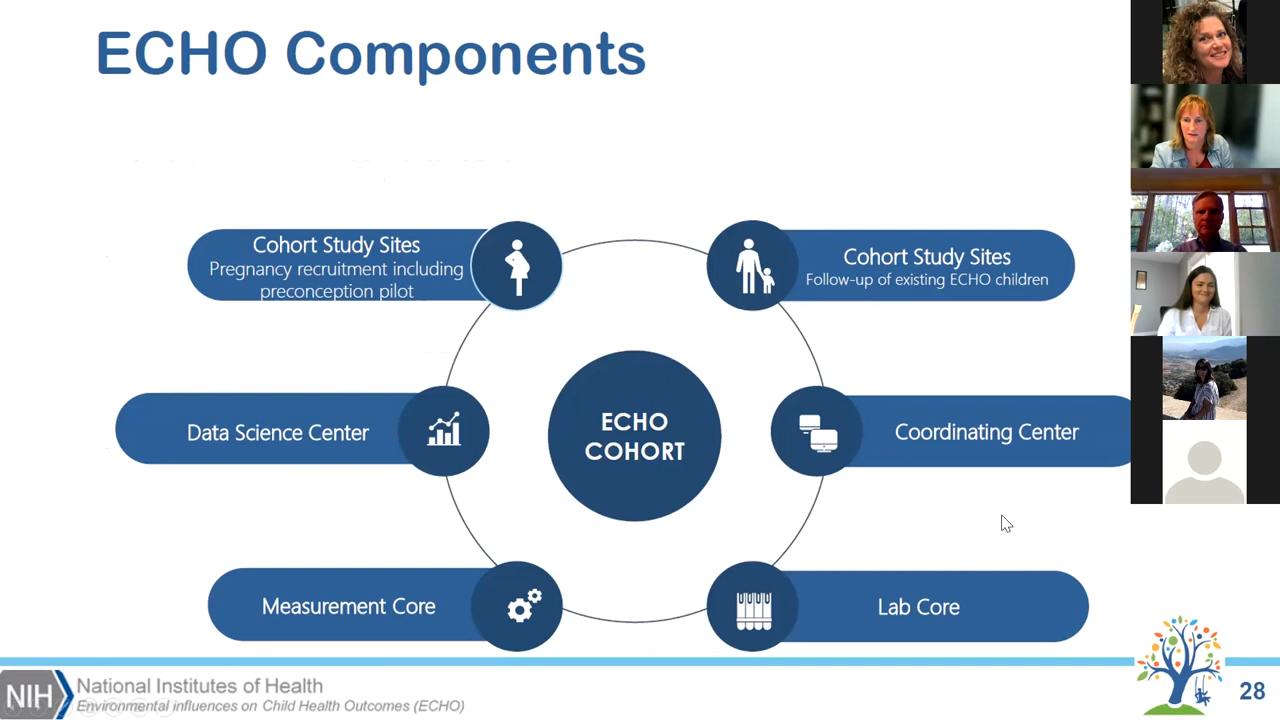 ECHO Components
Cohort Study Sites
Pregnancy recruitment including
preconception pilot
Cohort Study Sites
Follow-up of existing ECHO children
Data Science Center
ECHO
COHORT
Coordinating Center
Measurement Core
Lab Core
NIH
National Institutes of Health
Environmental influences on Child Health Outcomes (ECHO)
28